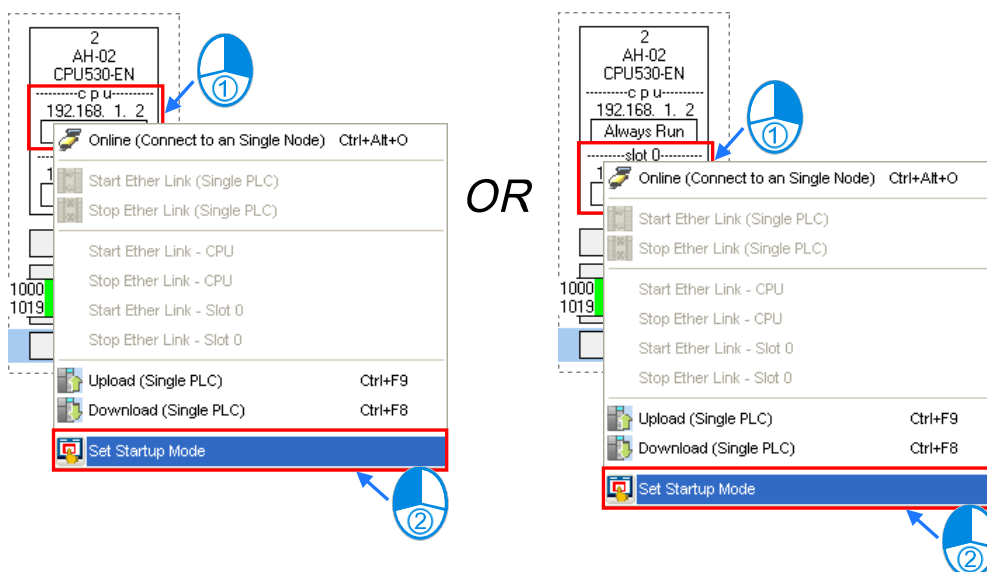 2
AH-02
CPU530-EN
--------c p u--------
192.168. 1. 2
①
Online (Connect to an Single Node) Ctrl+Alt+O
Start Ether Link (Single PLC)
Stop Ether Link (Single PLC)
Start Ether Link - CPU
Stop Ether Link - CPU
Start Ether Link - Slot 0
Stop Ether Link - Slot 0
1000
1019
Upload (Single PLC) Ctrl+F9
Download (Single PLC) Ctrl+F8
Set Startup Mode
②
OR
2
AH-02
CPU530-EN
--------c p u--------
192.168. 1. 2
Always Run
--------slot 0--------
①
1
Online (Connect to an Single Node) Ctrl+Alt+O
Start Ether Link (Single PLC)
Stop Ether Link (Single PLC)
Start Ether Link - CPU
Stop Ether Link - CPU
Start Ether Link - Slot 0
Stop Ether Link - Slot 0
1000
1019
Upload (Single PLC) Ctrl+F9
Download (Single PLC) Ctrl+F8
Set Startup Mode
②